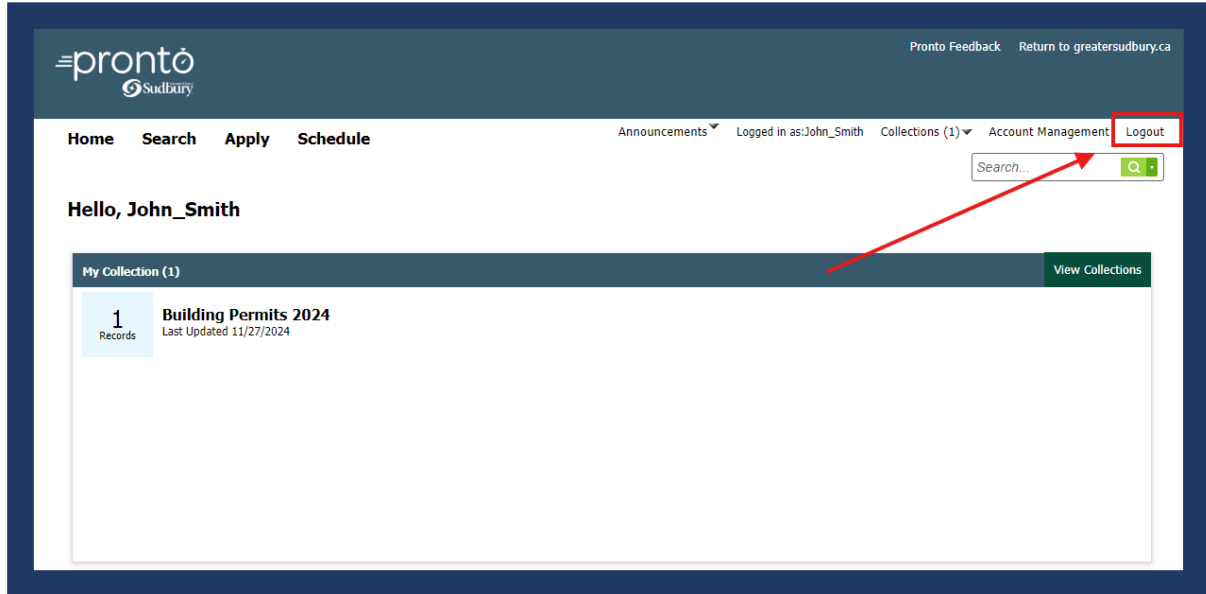 Pronto Feedback Return to greatersudbury.ca
prontò
Sudbury
Home Search Apply Schedule
Announcements Logged in as:John_Smith Collections (1) Account Management Logout
Search...
Hello, John_Smith
My Collection (1) View Collections
1
Records
Building Permits 2024
Last Updated 11/27/2024